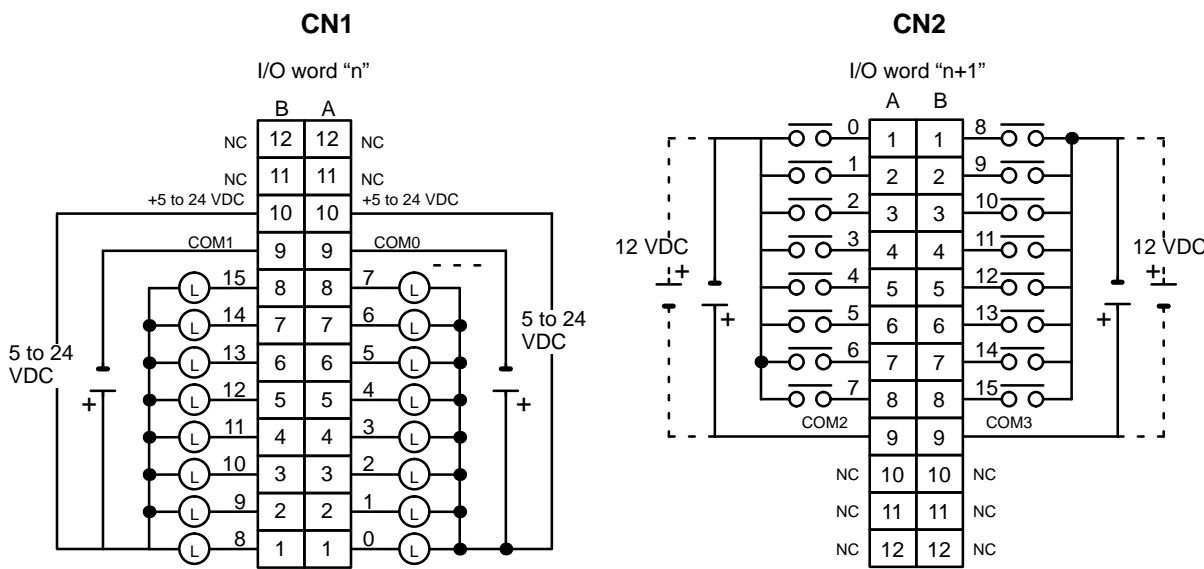 CN1
I/O word “n”
B A
NC 12 12 NC
NC 11 11 NC
+5 to 24 VDC 10 10 +5 to 24 VDC
COM1 9 9 COM0
L 15 8 8 7 L
L 14 7 7 6 L
L 13 6 6 5 L
L 12 5 5 4 L
L 11 4 4 3 L
L 10 3 3 2 L
L 9 2 2 1 L
L 8 1 1 0 L
5 to 24
VDC
+
5 to 24
VDC
+
CN2
I/O word “n+1”
A B
0 1 1 8
1 2 2 9
2 3 3 10
3 4 4 11
4 5 5 12
5 6 6 13
6 7 7 14
7 8 8 15
COM2 9 9 COM3
NC 10 10 NC
NC 11 11 NC
NC 12 12 NC
12 VDC
+
+
12 VDC
+
+